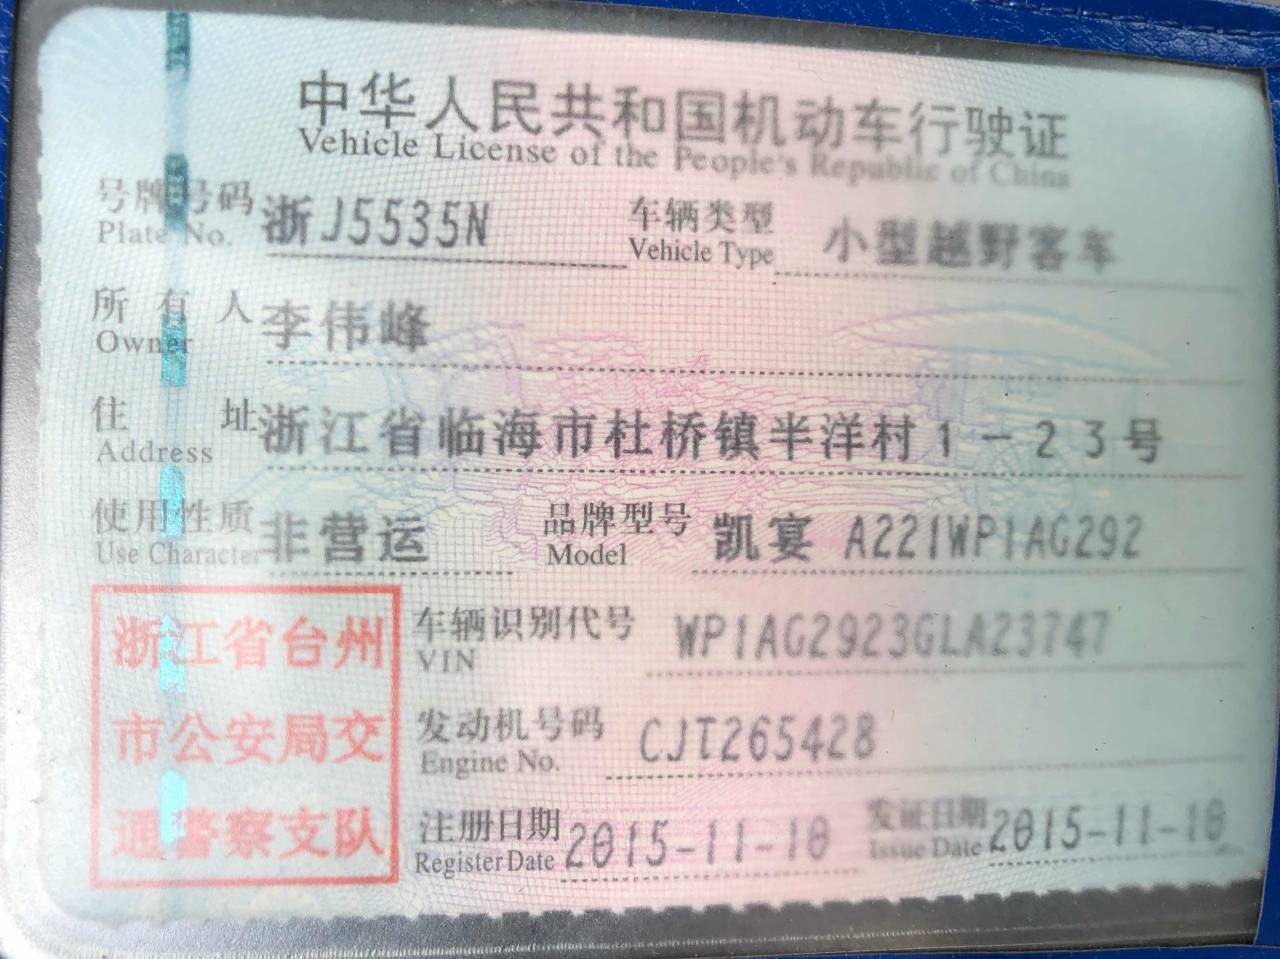 中华人民共和国机动车行驶证
Vehicle License of the People's Republic of China
号牌号码 浙J5535N 车辆类型 小型越野客车
Plate No. Vehicle Type
所有人 李伟峰
Owner
住址 浙江省临海市杜桥镇半洋村1-23号
Address
使用性质 非营运 品牌型号 凯宴 A221WP1AG292
Use Character Model
浙江省台州
市公安局交
通警察支队
车辆识别代号 WP1AG2923GLA23747
VIN
发动机号码 CJT265428
Engine No.
注册日期 2015-11-10 发证日期 2015-11-10
Register Date Issue Date